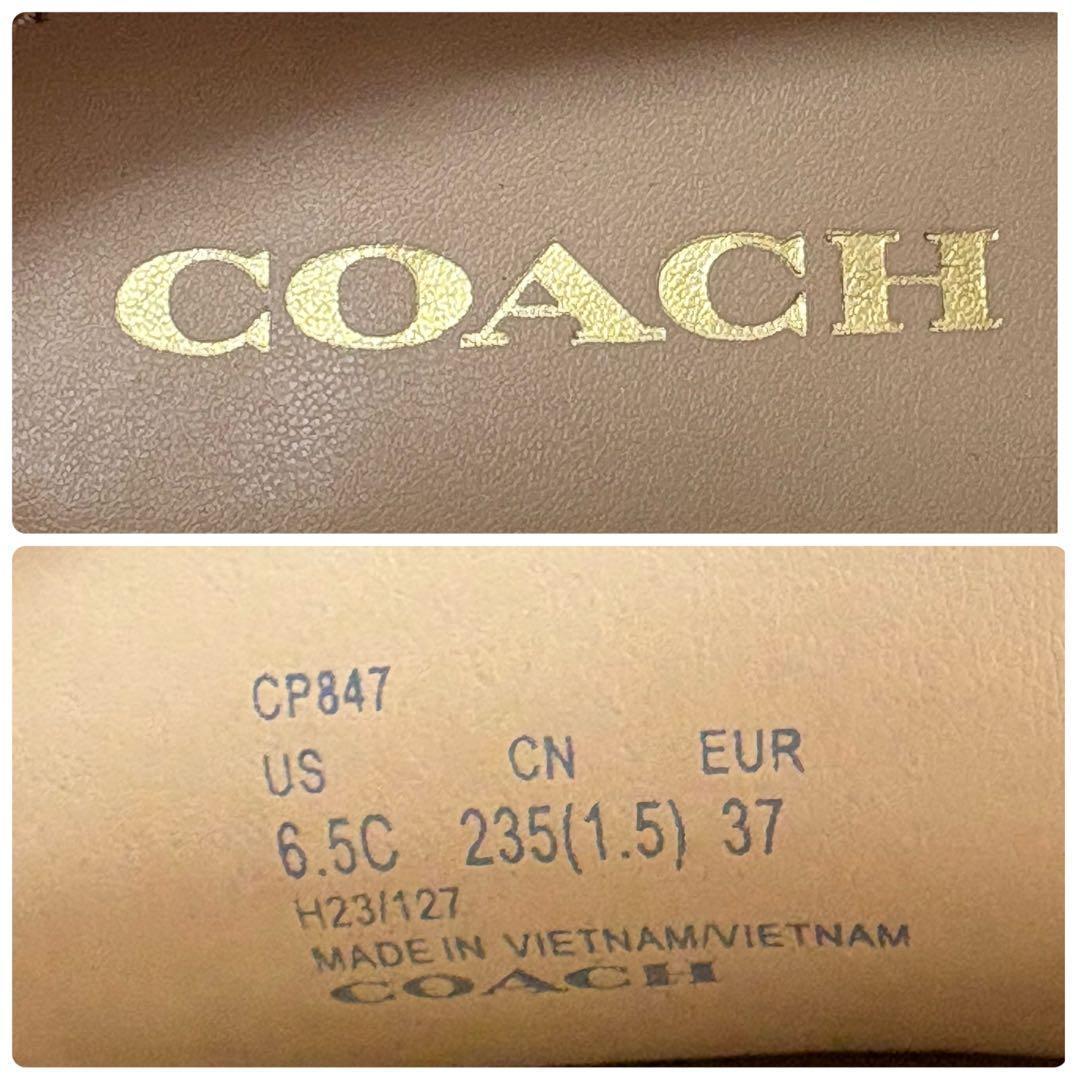 COACH
CP847
US CN EUR
6.5C 235(1.5) 37
H23/127
MADE IN VIETNAM/VIETNAM
COACH